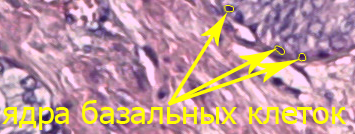 ядра базальных клеток